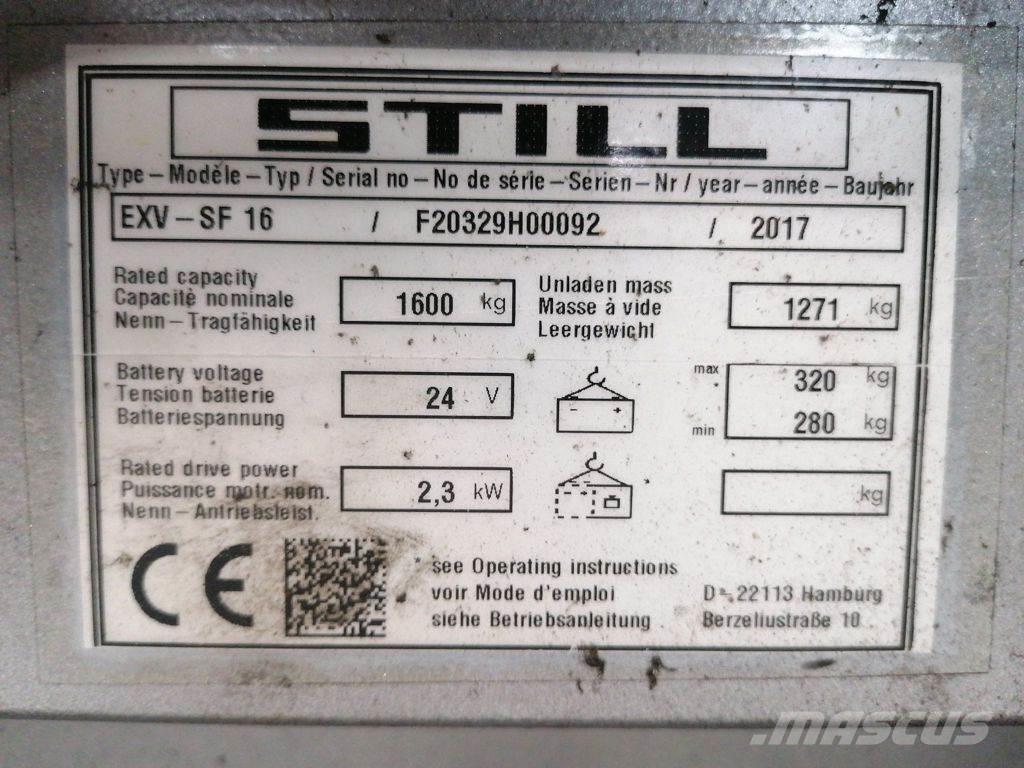 STILL
Type – Modèle – Typ / Serial no – No de série – Serien – Nr / year – année – Baujahr
EXV – SF 16 / F20329H00092 / 2017
Rated capacity
Capacité nominale
Nenn – Tragfähigkeit
1600 kg
Unladen mass
Masse à vide
Leergewicht
1271 kg
Battery voltage
Tension batterie
Batteriespannung
24 V
- +
max 320 kg
min 280 kg
Rated drive power
Puissance motr. nom.
Nenn – Antriebsleist.
2,3 kW
kg
CE
* see Operating instructions
voir Mode d'emploi
siehe Betriebsanleitung
D – 22113 Hamburg
Berzeliustraße 10
MASCUS